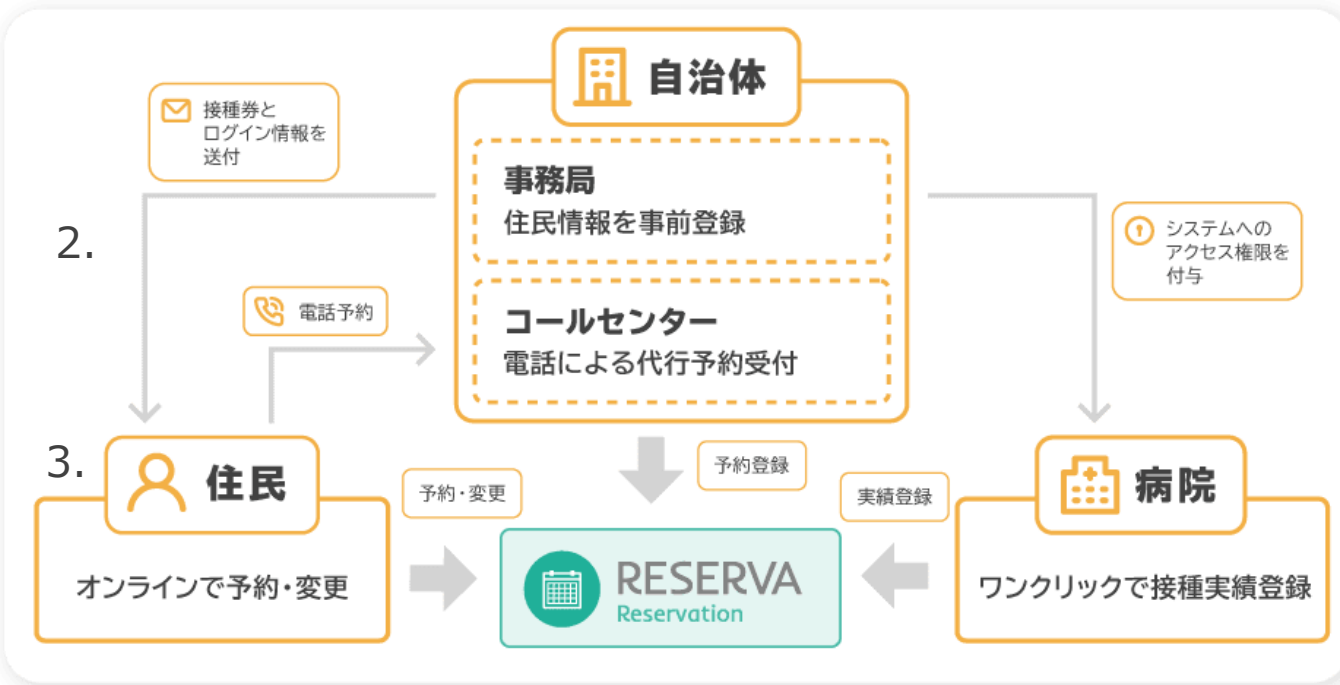 自治体
接種券と
ログイン情報を
送付
事務局
住民情報を事前登録
システムへの
アクセス権限を
付与
2.
電話予約
コールセンター
電話による代行予約受付
3.
住民
予約・変更
予約登録
実績登録
病院
オンラインで予約・変更
RESERVA
Reservation
ワンクリックで接種実績登録